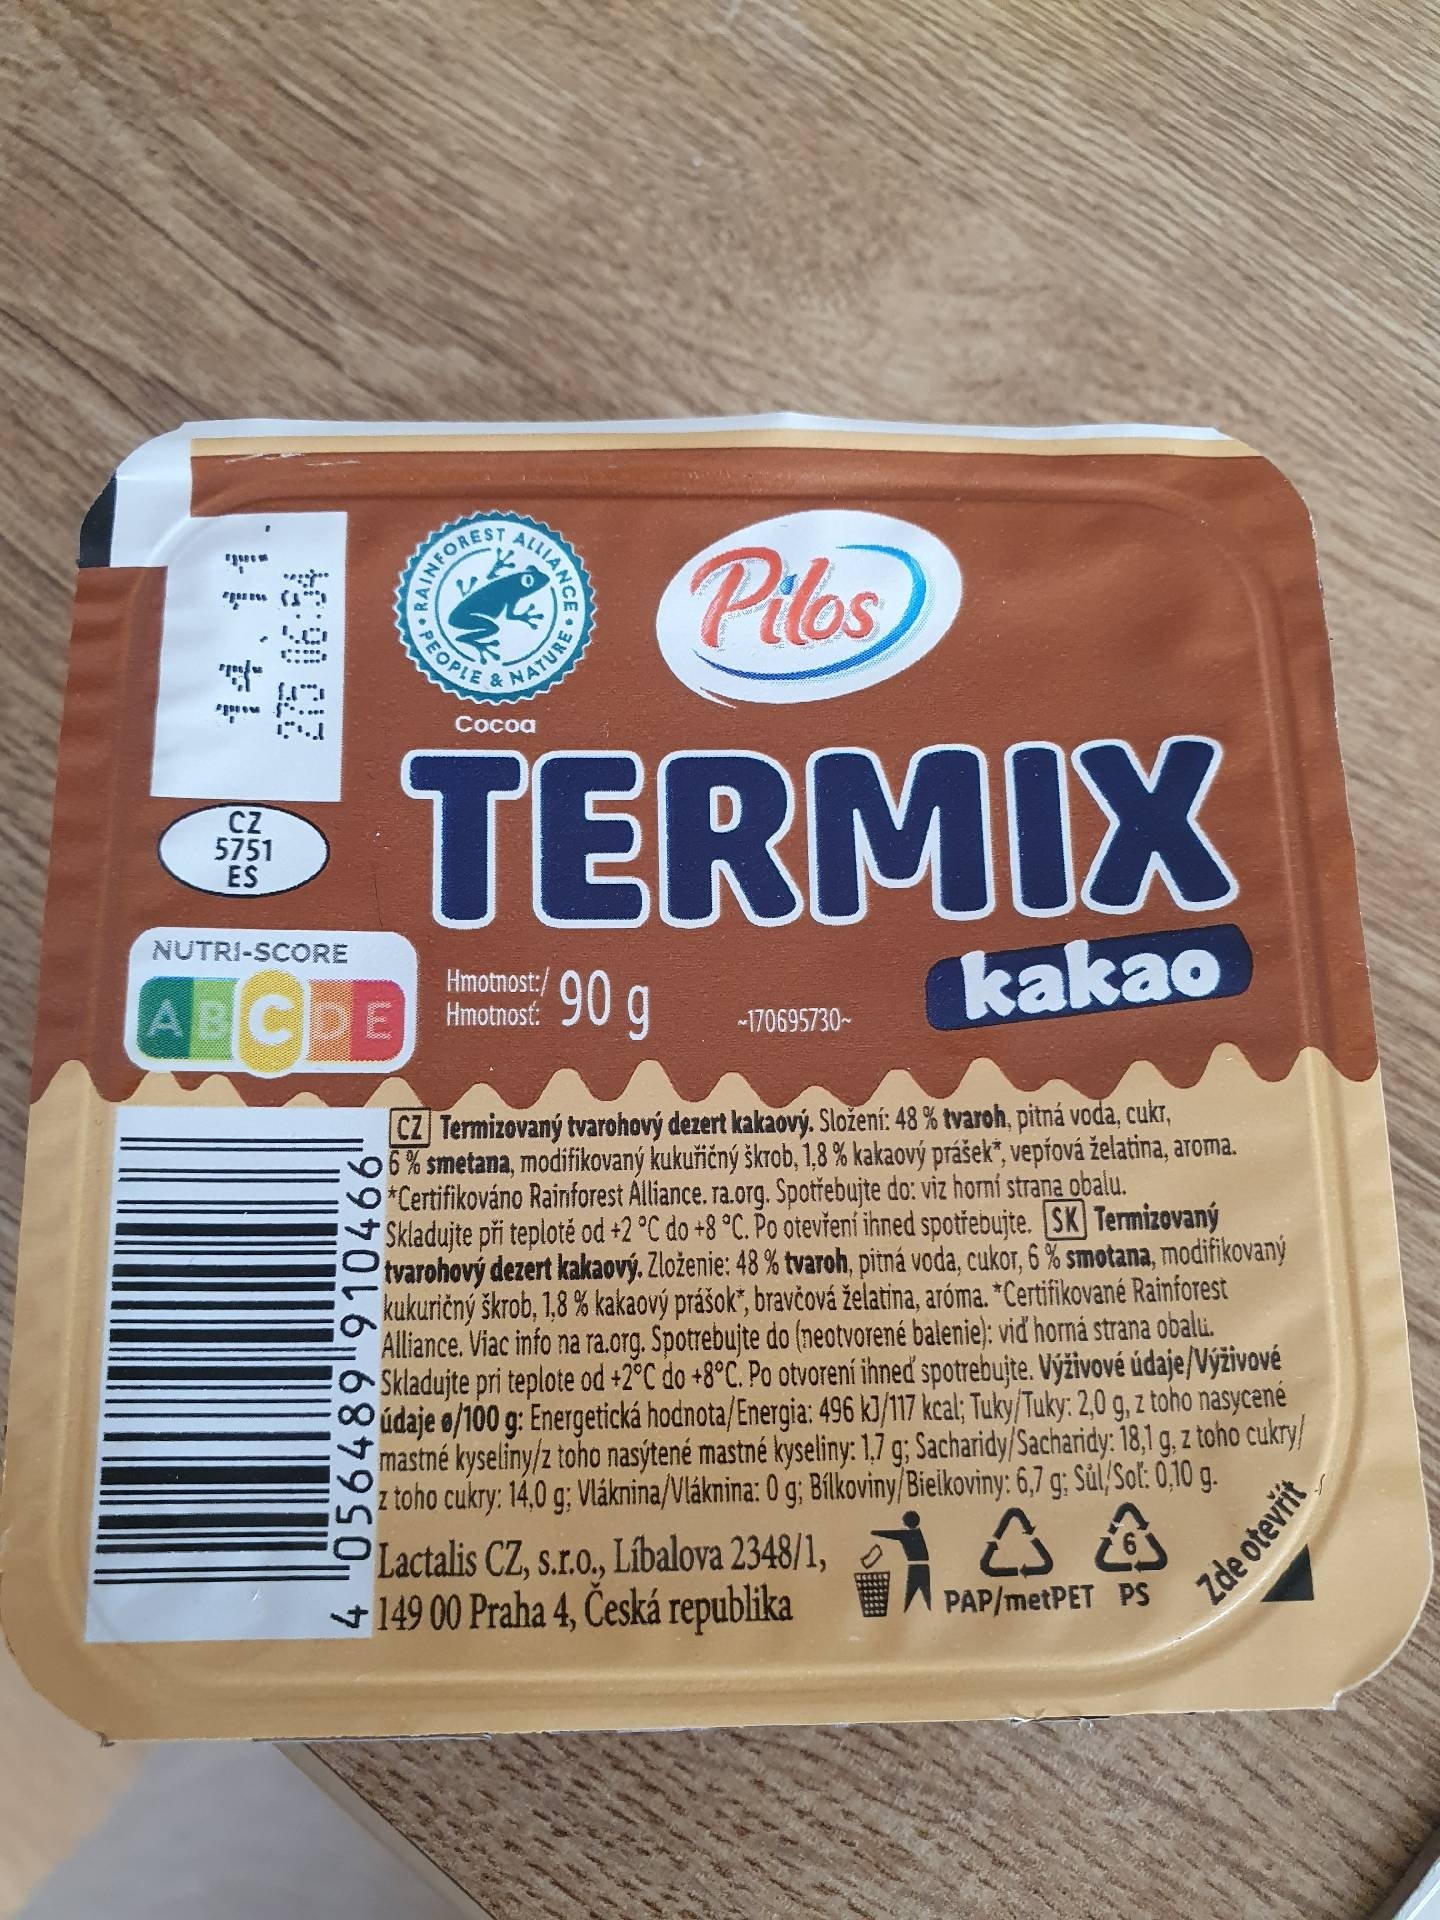 RAINFOREST ALLIANCE
PEOPLE & NATURE
Cocoa
Pilos
TERMIX
kakao
CZ
5751
ES
NUTRI-SCORE
A B C D E
Hmotnost:/
Hmotnosť:
90 g
~170695730~
CZ Termizovaný tvarohový dezert kakaový. Složení: 48 % tvaroh, pitná voda, cukr,
6 % smetana, modifikovaný kukuřičný škrob, 1,8 % kakaový prášek*, vepřová želatina, aroma.
*Certifikováno Rainforest Alliance. ra.org. Spotřebujte do: viz horní strana obalu.
Skladujte při teplotě od +2 °C do +8 °C. Po otevření ihned spotřebujte. SK Termizovaný
tvarohový dezert kakaový. Zloženie: 48 % tvaroh, pitná voda, cukor, 6 % smotana, modifikovaný
kukuričný škrob, 1,8 % kakaový prášok*, bravčová želatína, aróma. *Certifikované Rainforest
Alliance. Viac info na ra.org. Spotrebujte do (neotvorené balenie): viď horná strana obalu.
Skladujte pri teplote od +2°C do +8°C. Po otvorení ihneď spotrebujte. Výživové údaje/Výživové
údaje ø/100 g: Energetická hodnota/Energia: 496 kJ/117 kcal; Tuky/Tuky: 2,0 g, z toho nasycené
mastné kyseliny/z toho nasýtené mastné kyseliny: 1,7 g; Sacharidy/Sacharidy: 18,1 g, z toho cukry/
z toho cukry: 14,0 g; Vláknina/Vláknina: 0 g; Bílkoviny/Bielkoviny: 6,7 g; Sůl/Soľ: 0,10 g.
Lactalis CZ, s.r.o., Líbalova 2348/1,
149 00 Praha 4, Česká republika
6
PAP/metPET PS
Zde otevřít
4 056489 910466